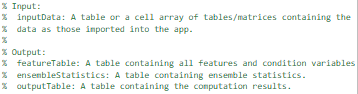 % Input:
%  inputData: A table or a cell array of tables/matrices containing the
%  data as those imported into the app.
%
% Output:
%  featureTable: A table containing all features and condition variables
%  ensembleStatistics: A table containing ensemble statistics.
%  outputTable: A table containing the computation results.